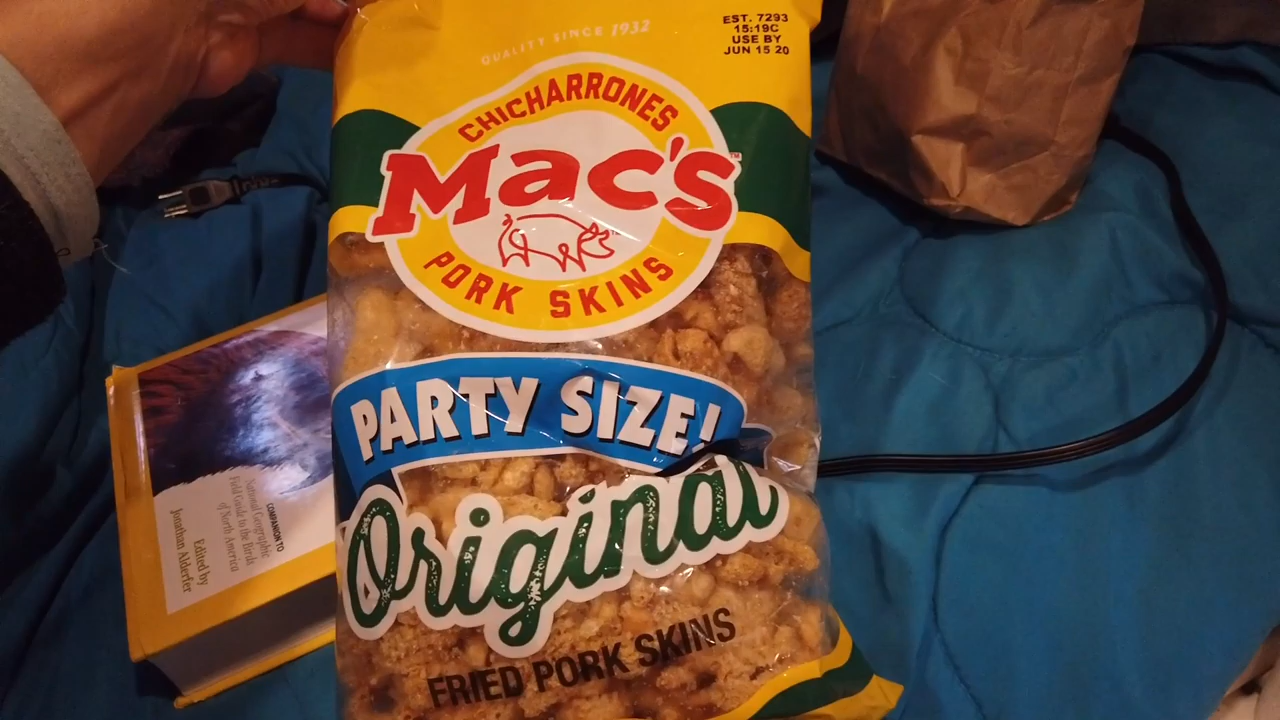 QUALITY SINCE 1932
EST. 7293
15:19C
USE BY
JUN 15 20
CHICHARRONES
Mac's™
PORK SKINS
PARTY SIZE!
Original
FRIED PORK SKINS
COMPANION TO
National Geographic
Field Guide to the Birds
of North America
Edited by
Jonathan Alderfer